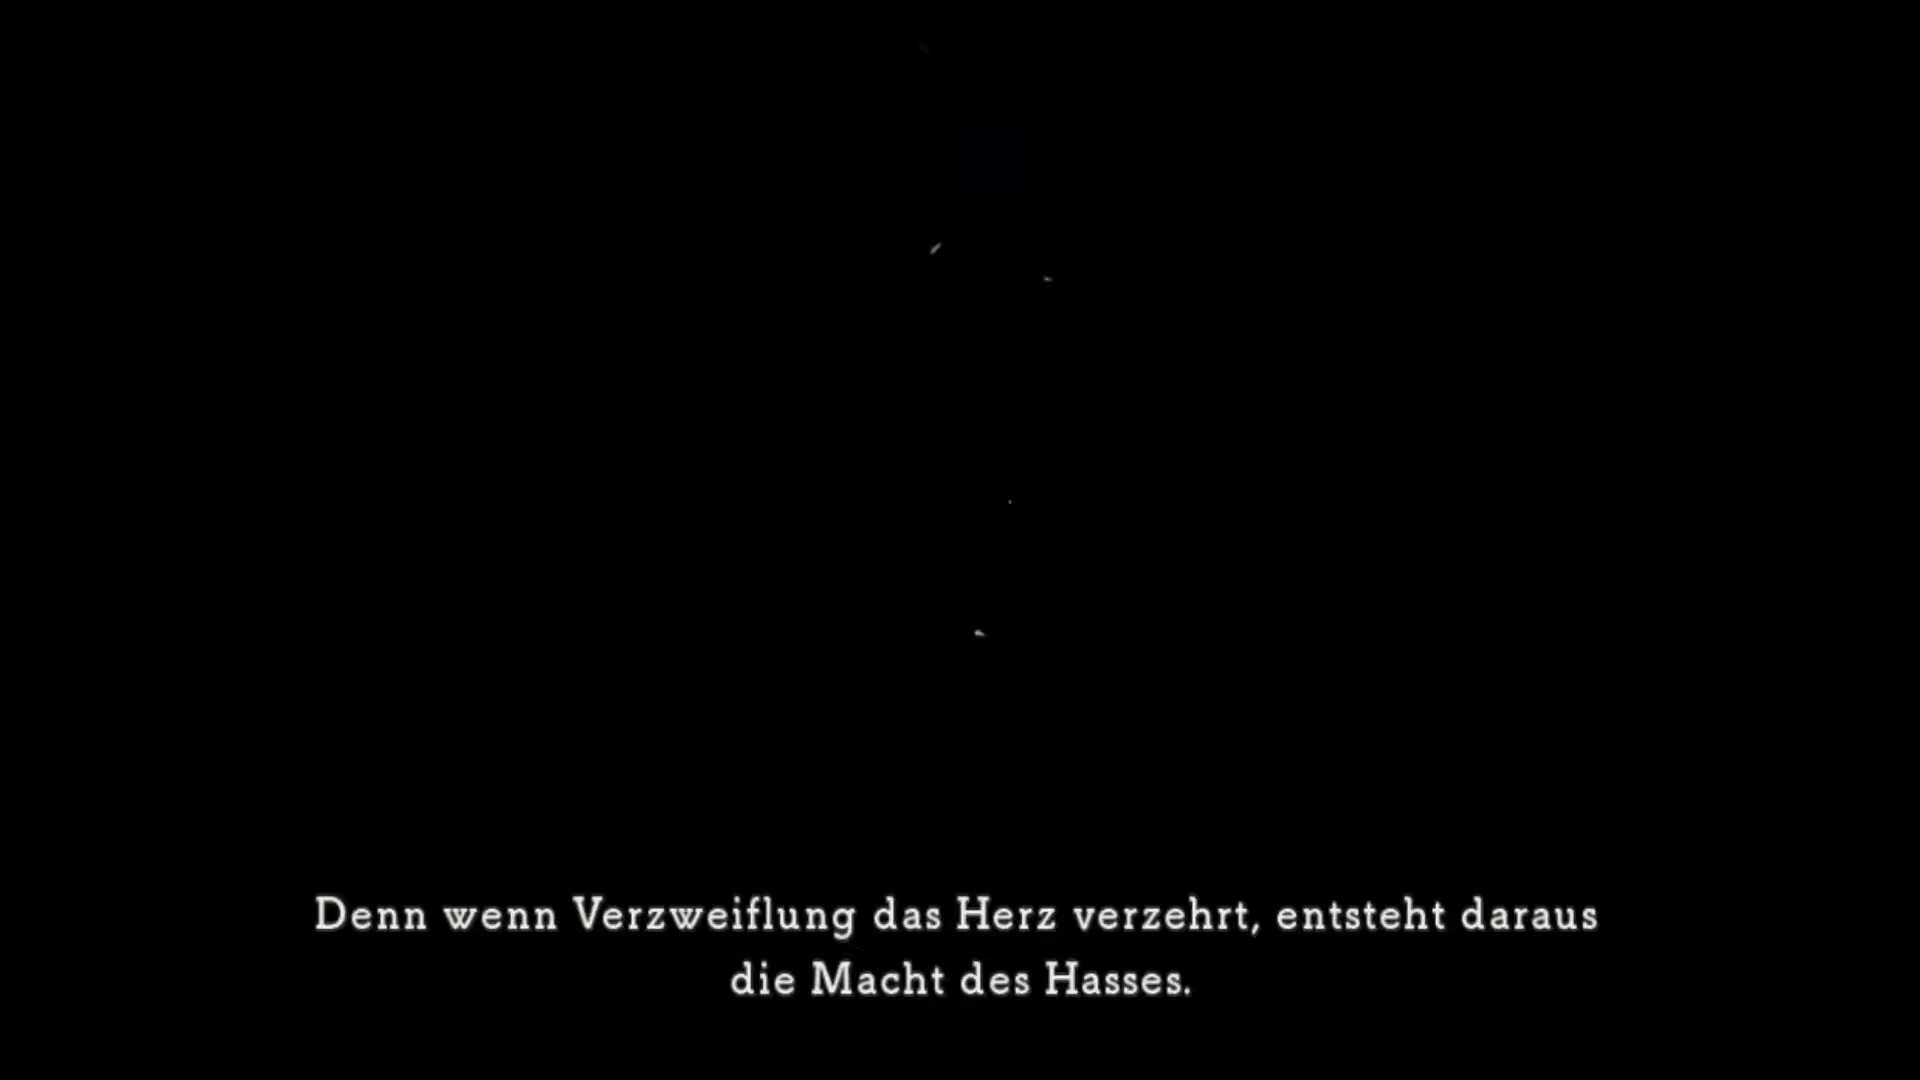 Denn wenn Verzweiflung das Herz verzehrt, entsteht daraus
die Macht des Hasses.